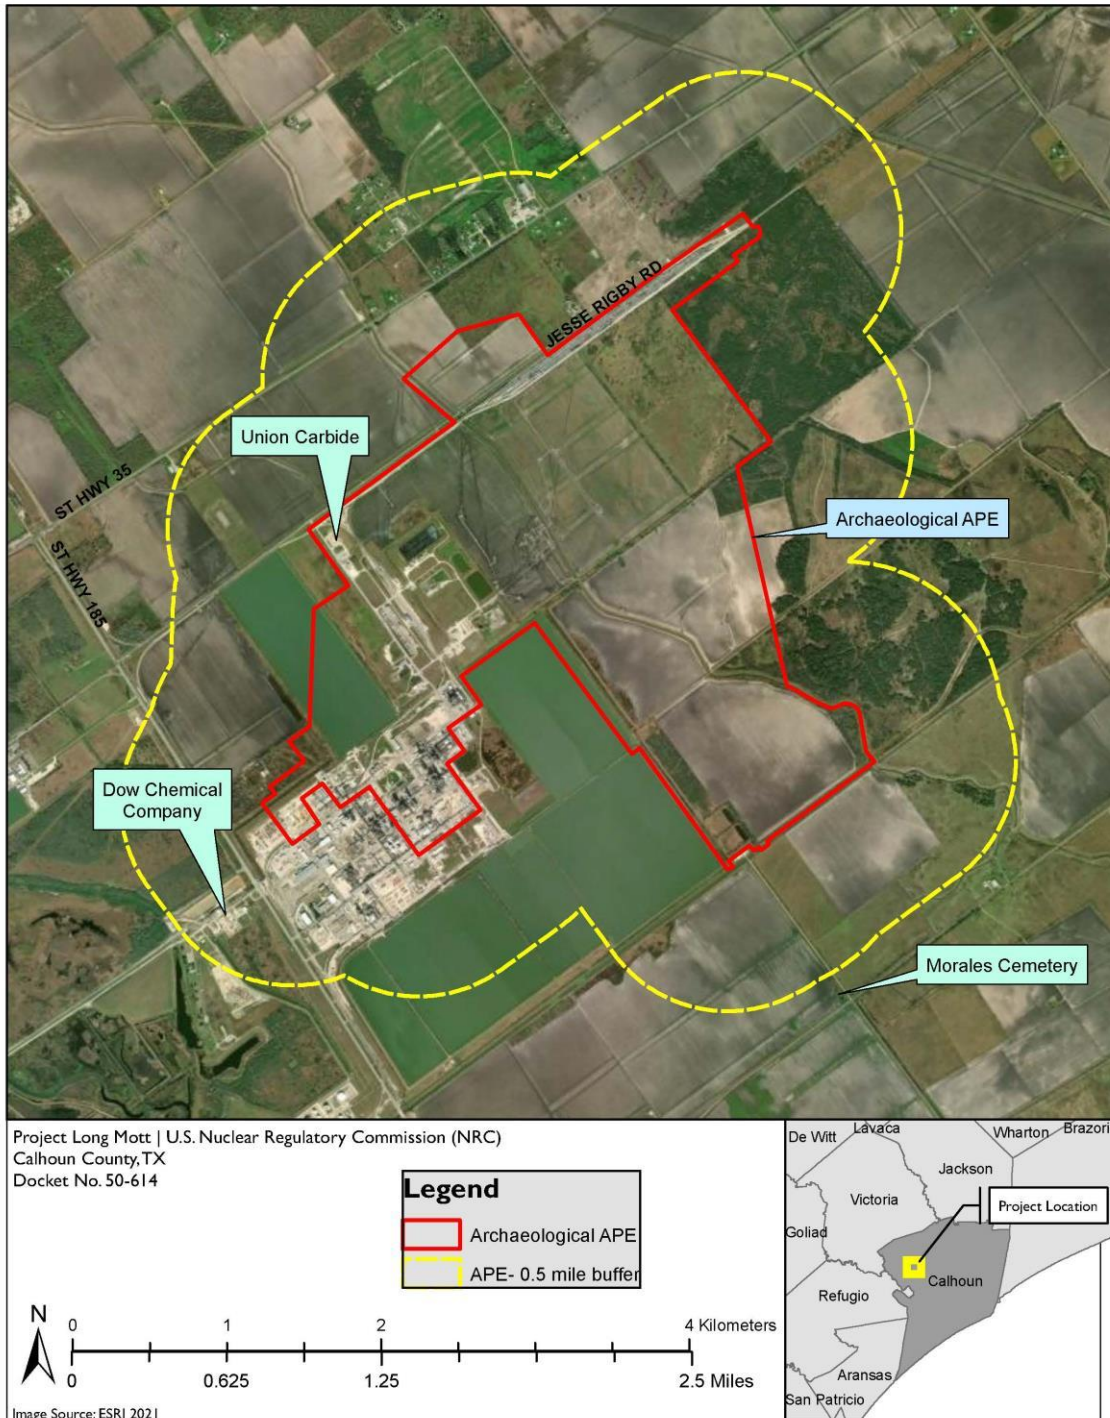 JESSE RIGBY RD
Union Carbide
ST HWY 35
Archaeological APE
ST HWY 185
Dow Chemical
Company
Morales Cemetery
Project Long Mott | U.S. Nuclear Regulatory Commission (NRC)
Calhoun County, TX
Docket No. 50-614
Legend
Archaeological APE
APE- 0.5 mile buffer
N
0 1 2 4 Kilometers
0 0.625 1.25 2.5 Miles
Image Source: ESRI 2021
De Witt
Lavaca
Wharton
Brazori
Jackson
Victoria
Project Location
Goliad
Calhoun
Refugio
Aransas
San Patricio